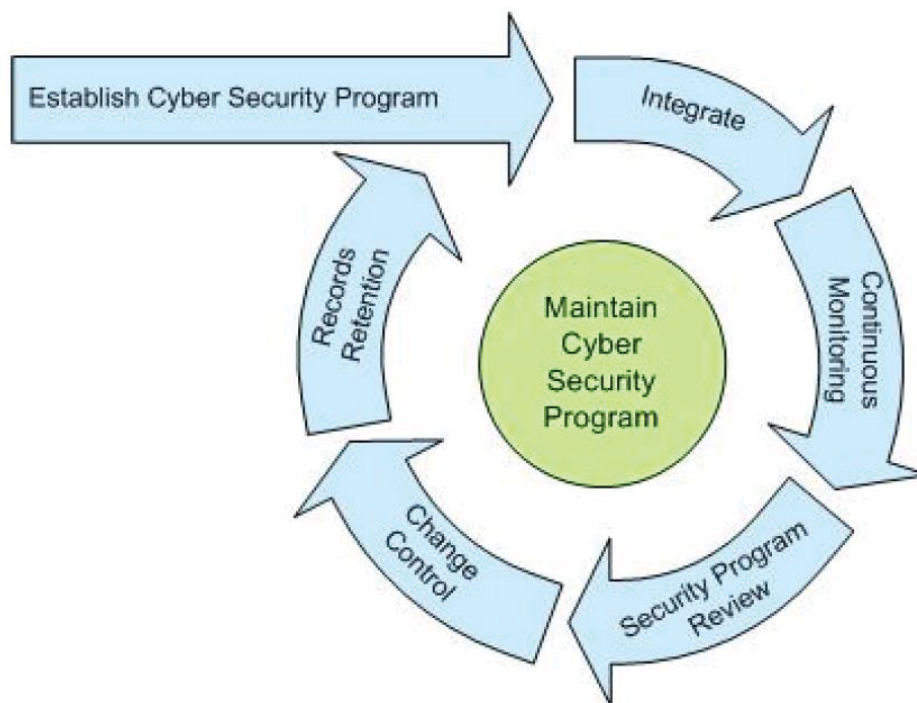 Establish Cyber Security Program
Integrate
Continuous
Monitoring
Security Program
Review
Change
Control
Records
Retention
Maintain
Cyber
Security
Program